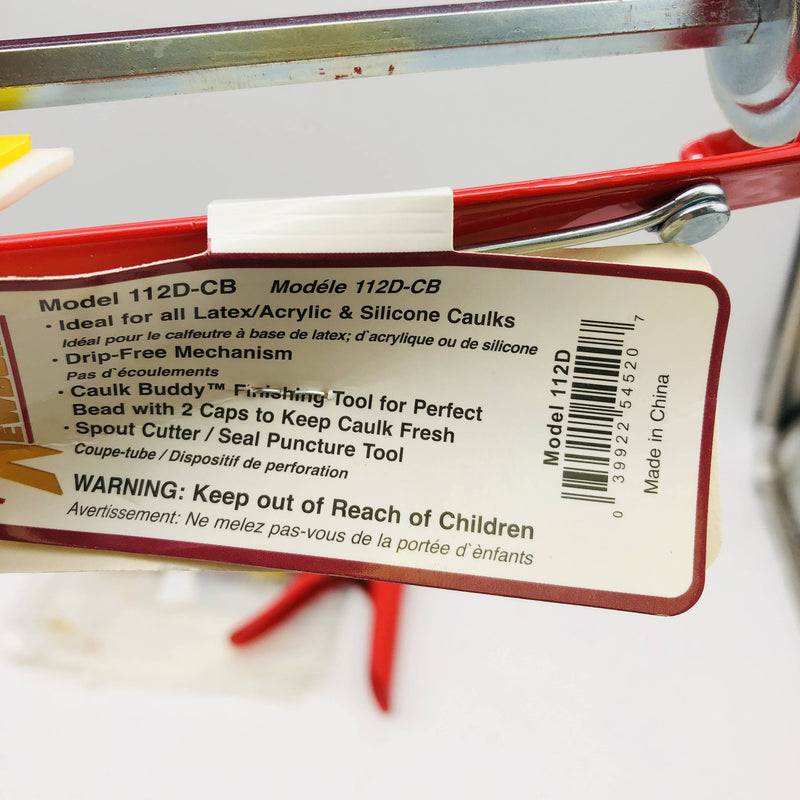 Model 112D-CB Modéle 112D-CB
· Ideal for all Latex/Acrylic & Silicone Caulks
Idéal pour le calfeutre à base de latex; d`acrylique ou de silicone
· Drip-Free Mechanism
Pas d`écoulements
· Caulk Buddy™ Finishing Tool for Perfect
Bead with 2 Caps to Keep Caulk Fresh
· Spout Cutter / Seal Puncture Tool
Coupe-tube / Dispositif de perforation
WARNING: Keep out of Reach of Children
Avertissement: Ne melez pas-vous de la portée d`ènfants
Model 112D
0 39922 54520 7
Made in China